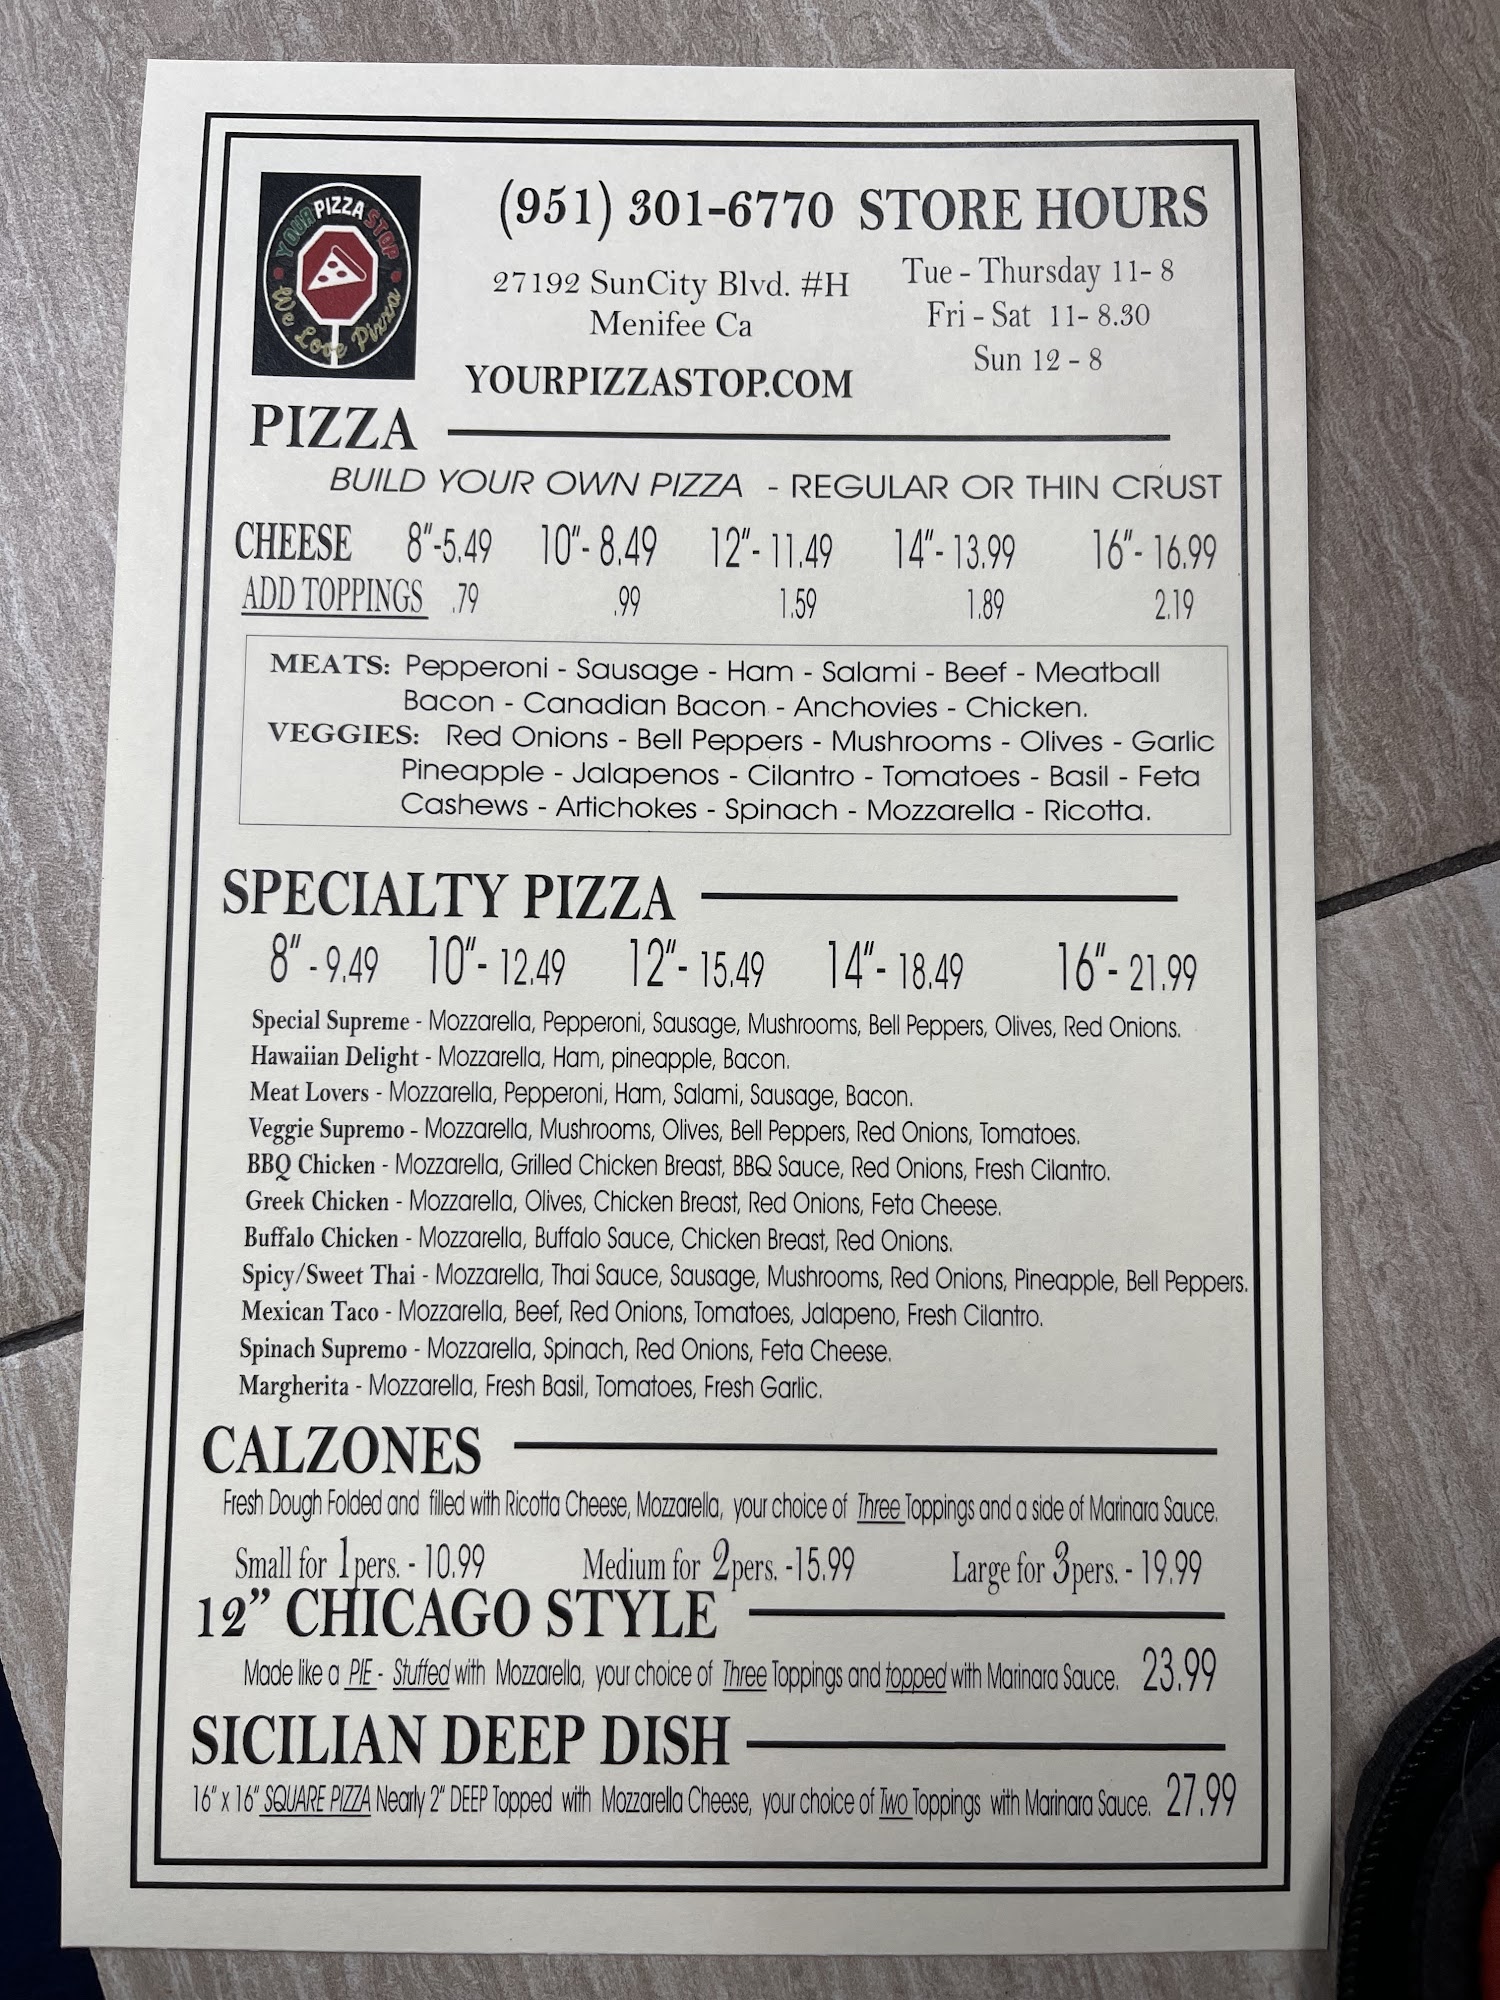 YOUR PIZZA STOP
We Love Pizza
(951) 301-6770 STORE HOURS
27192 SunCity Blvd. #H
Menifee Ca
YOURPIZZASTOP.COM
Tue - Thursday 11- 8
Fri - Sat 11- 8.30
Sun 12 - 8
PIZZA
BUILD YOUR OWN PIZZA - REGULAR OR THIN CRUST
CHEESE 8"-5.49 10"- 8.49 12"- 11.49 14"- 13.99 16"- 16.99
ADD TOPPINGS .79 .99 1.59 1.89 2.19
MEATS: Pepperoni - Sausage - Ham - Salami - Beef - Meatball
Bacon - Canadian Bacon - Anchovies - Chicken.
VEGGIES: Red Onions - Bell Peppers - Mushrooms - Olives - Garlic
Pineapple - Jalapenos - Cilantro - Tomatoes - Basil - Feta
Cashews - Artichokes - Spinach - Mozzarella - Ricotta.
SPECIALTY PIZZA
8" - 9.49 10"- 12.49 12"- 15.49 14"- 18.49 16"- 21.99
Special Supreme - Mozzarella, Pepperoni, Sausage, Mushrooms, Bell Peppers, Olives, Red Onions.
Hawaiian Delight - Mozzarella, Ham, pineapple, Bacon.
Meat Lovers - Mozzarella, Pepperoni, Ham, Salami, Sausage, Bacon.
Veggie Supremo - Mozzarella, Mushrooms, Olives, Bell Peppers, Red Onions, Tomatoes.
BBQ Chicken - Mozzarella, Grilled Chicken Breast, BBQ Sauce, Red Onions, Fresh Cilantro.
Greek Chicken - Mozzarella, Olives, Chicken Breast, Red Onions, Feta Cheese.
Buffalo Chicken - Mozzarella, Buffalo Sauce, Chicken Breast, Red Onions.
Spicy/Sweet Thai - Mozzarella, Thai Sauce, Sausage, Mushrooms, Red Onions, Pineapple, Bell Peppers.
Mexican Taco - Mozzarella, Beef, Red Onions, Tomatoes, Jalapeno, Fresh Cilantro.
Spinach Supremo - Mozzarella, Spinach, Red Onions, Feta Cheese.
Margherita - Mozzarella, Fresh Basil, Tomatoes, Fresh Garlic.
CALZONES
Fresh Dough Folded and filled with Ricotta Cheese, Mozzarella, your choice of Three Toppings and a side of Marinara Sauce.
Small for 1pers. - 10.99 Medium for 2pers. -15.99 Large for 3pers. - 19.99
12" CHICAGO STYLE
Made like a PIE - Stuffed with Mozzarella, your choice of Three Toppings and topped with Marinara Sauce. 23.99
SICILIAN DEEP DISH
16" x 16" SQUARE PIZZA Nearly 2" DEEP Topped with Mozzarella Cheese, your choice of Two Toppings with Marinara Sauce. 27.99